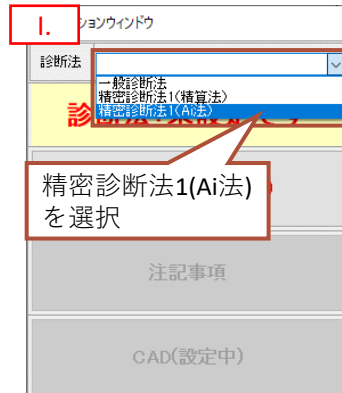 I.
ションウィンドウ
診断法
一般診断法
精密診断法1(精算法)
精密診断法1(Ai法)
精密診断法1(Ai法)
を選択
注記事項
CAD(設定中)